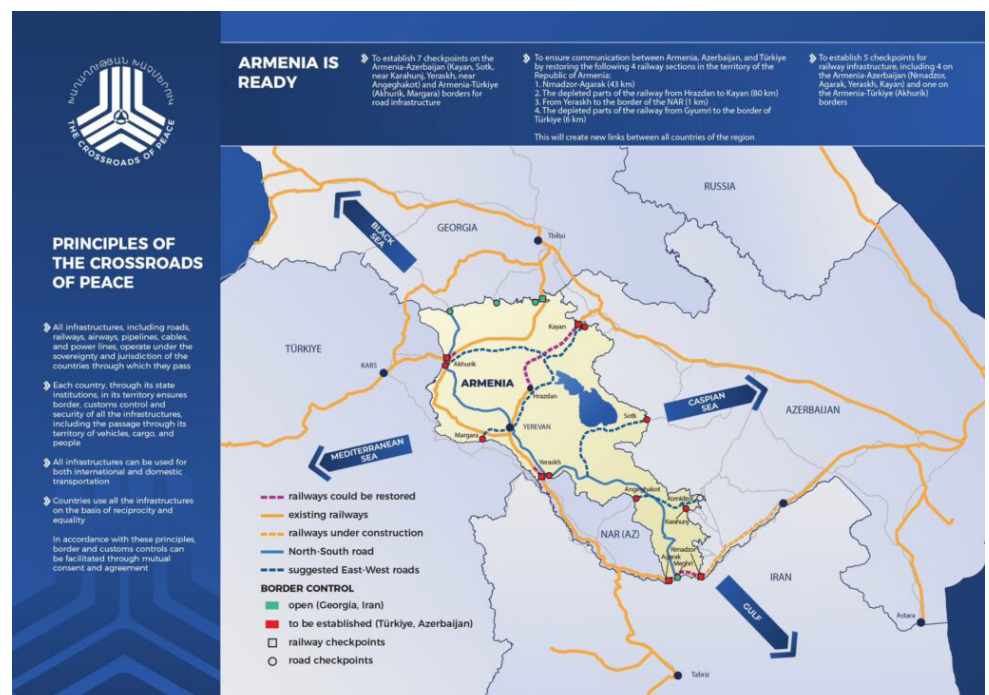 ԽԱՂԱՂՈՒԹՅԱՆ ԽԱՉՄԵՐՈՒԿ
THE CROSSROADS OF PEACE
PRINCIPLES OF
THE CROSSROADS
OF PEACE
All infrastructures, including roads,
railways, airways, pipelines, cables,
and power lines, operate under the
sovereignty and jurisdiction of the
countries through which they pass
Each country, through its state
institutions, in its territory ensures
border, customs control and
security of all the infrastructures,
including the passage through its
territory of vehicles, cargo, and
people
All infrastructures can be used for
both international and domestic
transportation
Countries use all the infrastructures
on the basis of reciprocity and
equality
In accordance with these principles,
border and customs controls can
be facilitated through mutual
consent and agreement
ARMENIA IS
READY
To establish 7 checkpoints on the
Armenia-Azerbaijan (Kayan, Sotk,
near Karahunj, Yeraskh, near
Angeghakot) and Armenia-Türkiye
(Akhurik, Margara) borders for
road infrastructure
To ensure communication between Armenia, Azerbaijan, and Türkiye
by restoring the following 4 railway sections in the territory of the
Republic of Armenia:
1. Nrnadzor-Agarak (43 km)
2. The depleted parts of the railway from Hrazdan to Kayan (80 km)
3. From Yeraskh to the border of the NAR (1 km)
4. The depleted parts of the railway from Gyumri to the border of
Türkiye (6 km)
This will create new links between all countries of the region
To establish 5 checkpoints for
railway infrastructure, including 4 on
the Armenia-Azerbaijan (Nrnadzor,
Agarak, Yeraskh, Kayan) and one on
the Armenia-Türkiye (Akhurik)
borders
RUSSIA
BLACK
SEA
GEORGIA
Tbilisi
Kayan
TÜRKIYE
KARS
Akhurik
ARMENIA
Hrazdan
CASPIAN
SEA
AZERBAIJAN
Sotk
YEREVAN
Margara
MEDITERRANEAN
SEA
Yeraskh
Angeghakot
Kornidzor
Karahunj
NAR (AZ)
Nrnadzor
Agarak
Meghri
IRAN
GULF
Astara
Tabriz
railways could be restored
existing railways
railways under construction
North-South road
suggested East-West roads
BORDER CONTROL
open (Georgia, Iran)
to be established (Türkiye, Azerbaijan)
railway checkpoints
road checkpoints